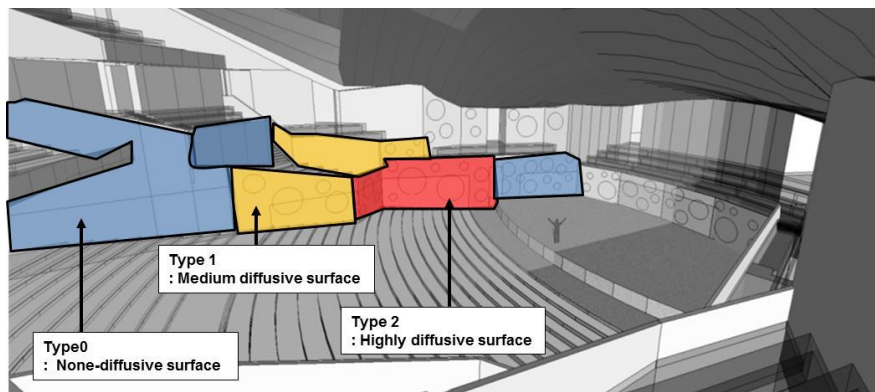 Type 1
: Medium diffusive surface
Type 2
: Highly diffusive surface
Type0
: None-diffusive surface